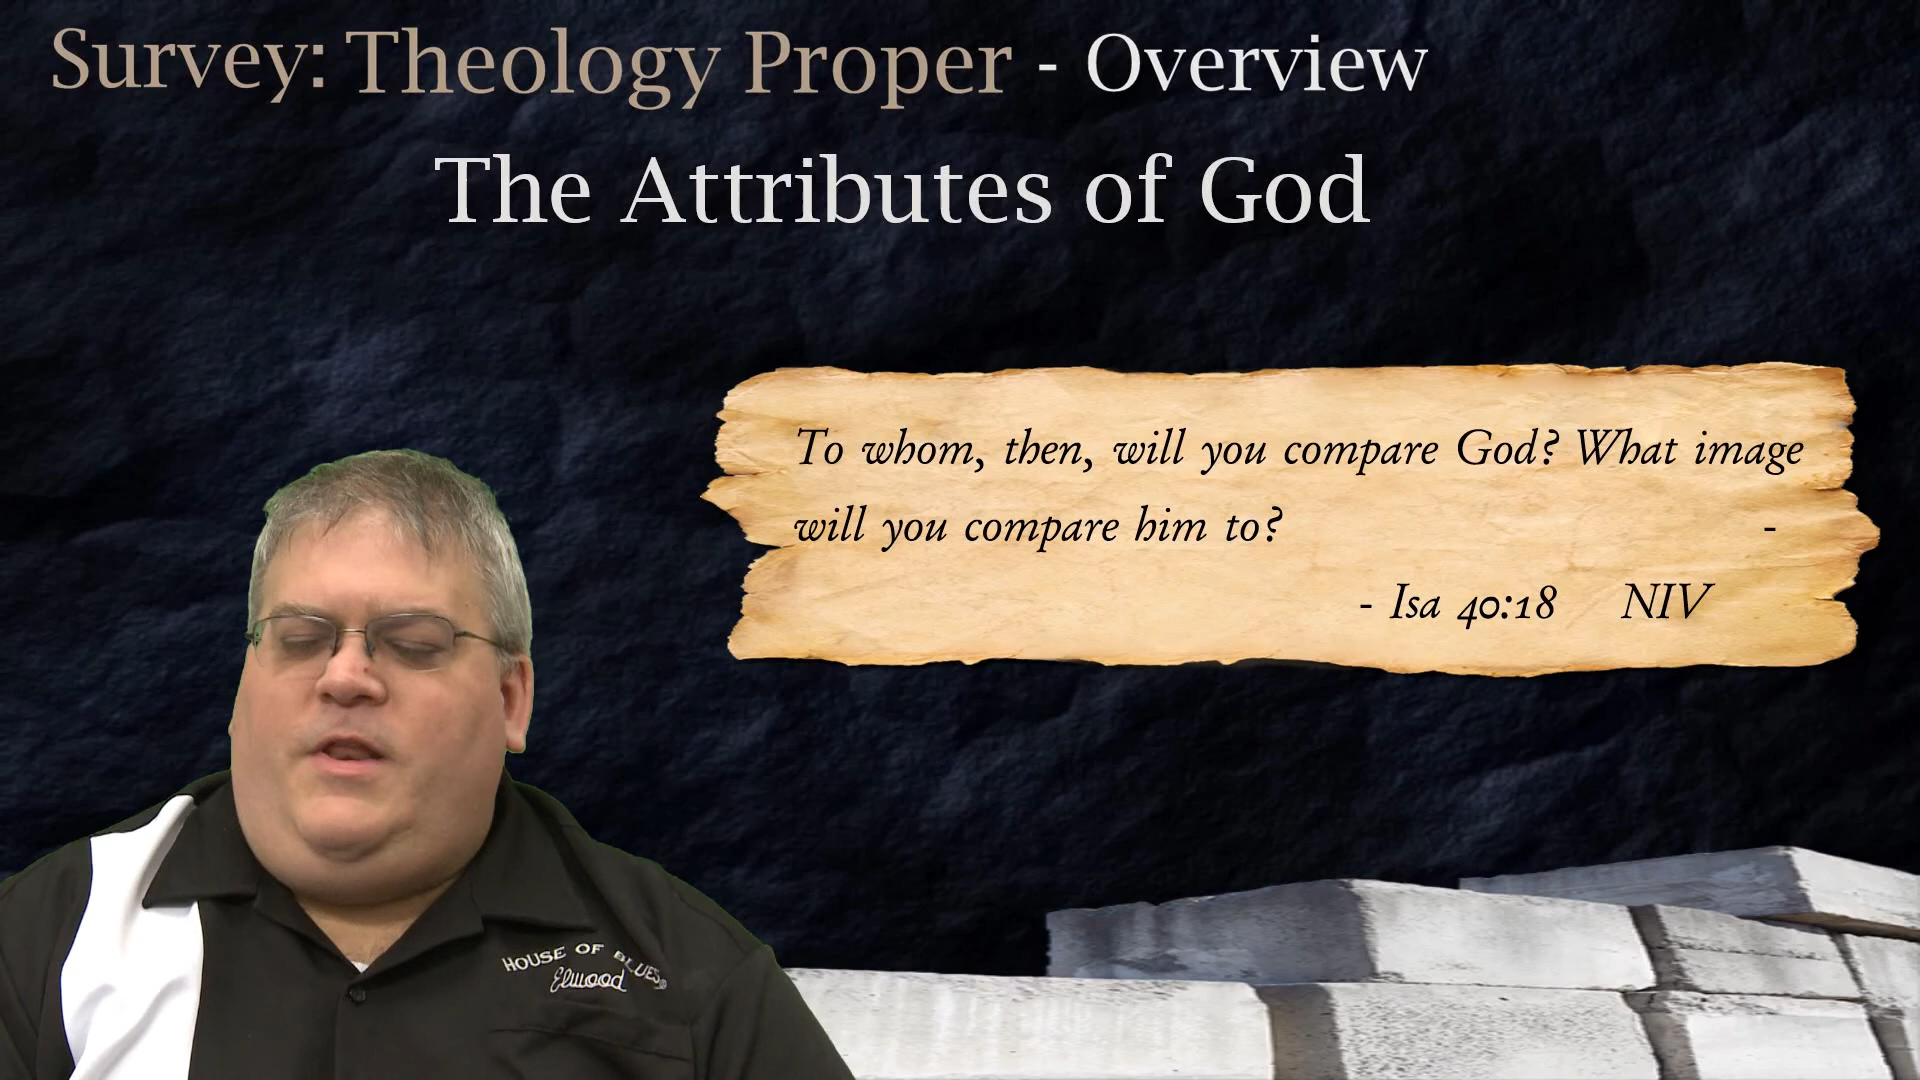 Survey: Theology Proper - Overview
The Attributes of God
To whom, then, will you compare God? What image
will you compare him to? -
- Isa 40:18 NIV
HOUSE OF BLUES
Elwood